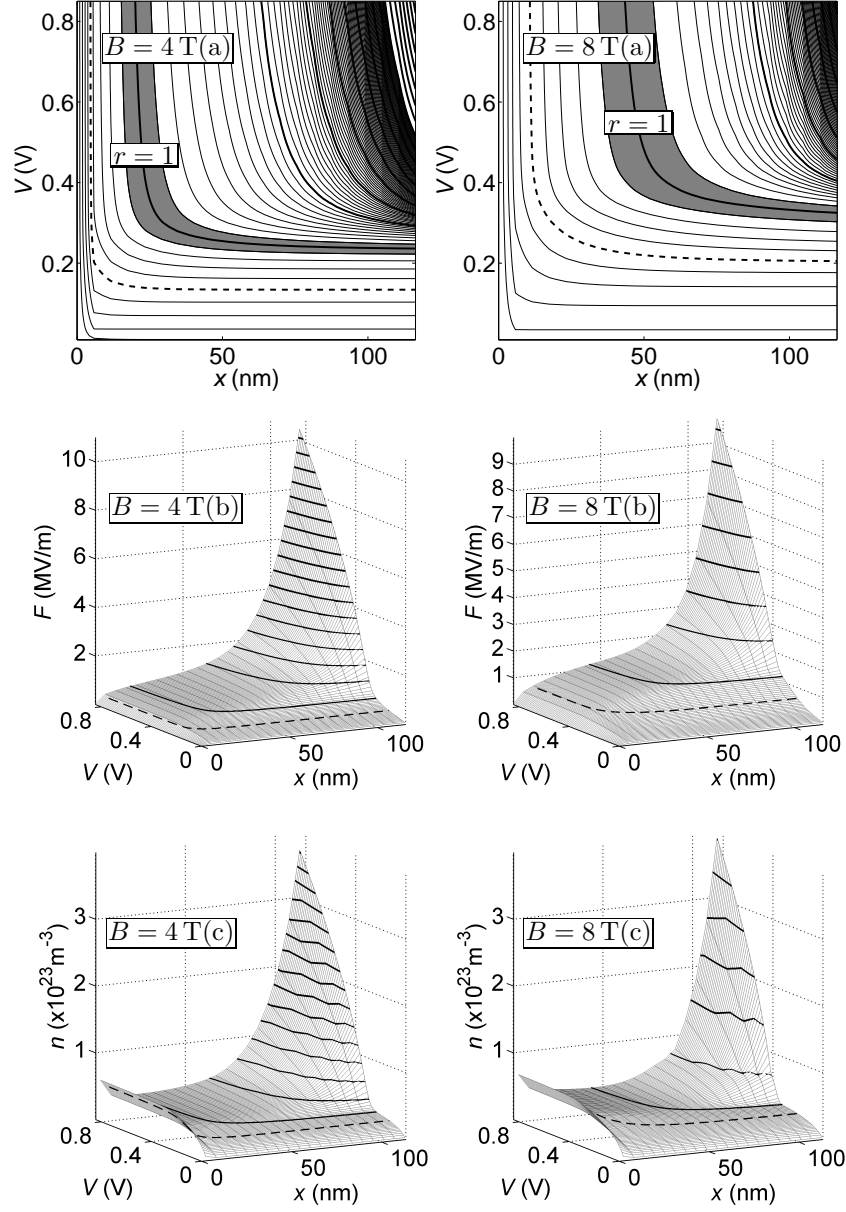 B = 4 T(a)
r = 1
V (V)
0.8
0.6
0.4
0.2
0
50
100
x (nm)
B = 8 T(a)
r = 1
V (V)
0.8
0.6
0.4
0.2
0
50
100
x (nm)
B = 4 T(b)
F (MV/m)
10
8
6
4
2
0.8
0.4
0
V (V)
0
50
100
x (nm)
B = 8 T(b)
F (MV/m)
9
8
7
6
5
4
3
2
1
0.8
0.4
0
V (V)
0
50
100
x (nm)
B = 4 T(c)
n (x10^23 m^-3)
3
2
1
0.8
0.4
0
V (V)
0
50
100
x (nm)
B = 8 T(c)
n (x10^23 m^-3)
3
2
1
0.8
0.4
0
V (V)
0
50
100
x (nm)